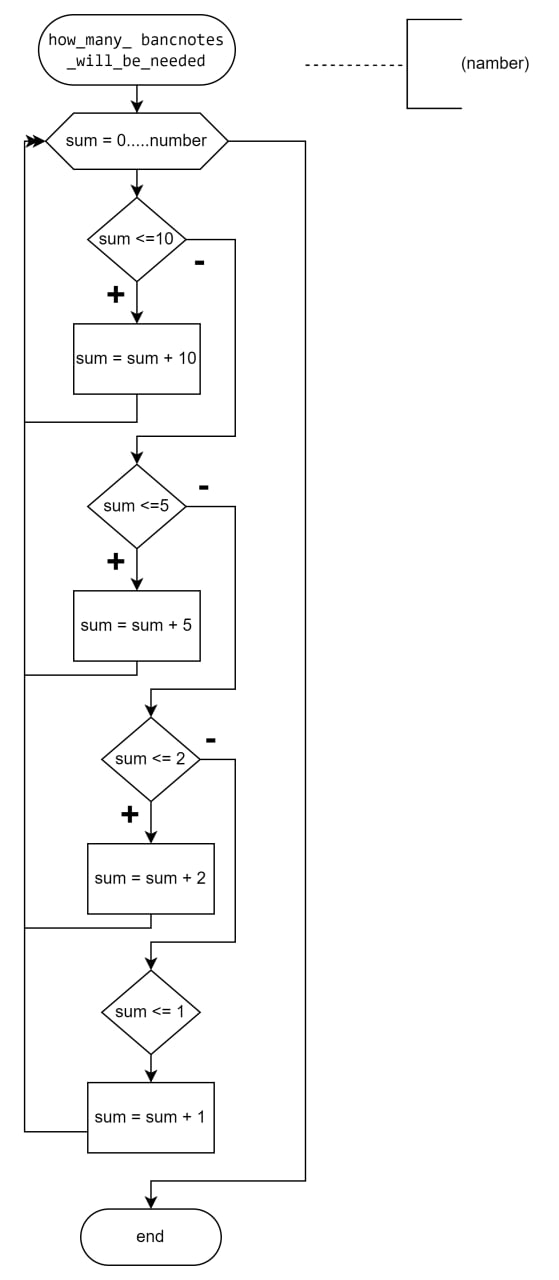 how_many_ bancnotes
_will_be_needed
(namber)
sum = 0.....number
sum <=10
-
+
sum = sum + 10
sum <=5
-
+
sum = sum + 5
sum <= 2
-
+
sum = sum + 2
sum <= 1
sum = sum + 1
end